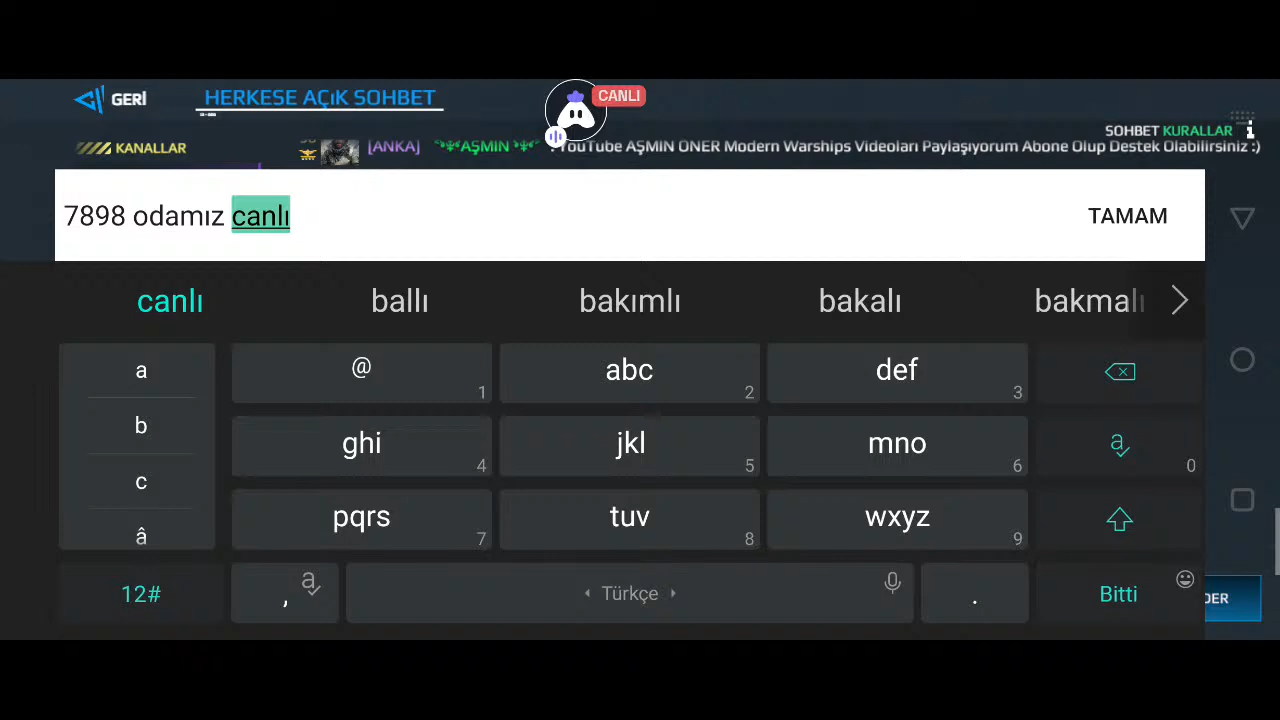 GERİ
HERKESE AÇıK SOHBET
CANLI
SOHBET KURALLAR
KANALLAR
[ANKA] AŞMIN : YouTube AŞMIN ÖNER Modern Warships Videoları Paylaşıyorum Abone Olup Destek Olabilirsiniz :)
7898 odamız canlı
TAMAM
canlı ballı bakımlı bakalı bakmalı
a @ 1 abc 2 def 3
b
ghi 4 jkl 5 mno 6 a 0
c
pqrs 7 tuv 8 wxyz 9
â
12# , a Türkçe . Bitti
DER